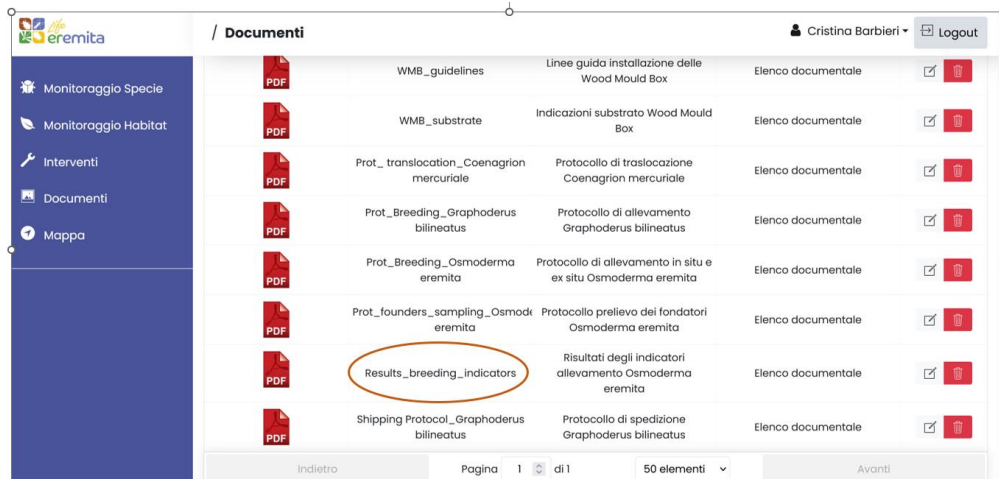 Life
eremita
/ Documenti
Cristina Barbieri
Logout
Monitoraggio Specie
Monitoraggio Habitat
Interventi
Documenti
Mappa
PDF
WMB_guidelines
Linee guida installazione delle
Wood Mould Box
Elenco documentale
PDF
WMB_substrate
Indicazioni substrato Wood Mould
Box
Elenco documentale
PDF
Prot_ translocation_Coenagrion
mercuriale
Protocollo di traslocazione
Coenagrion mercuriale
Elenco documentale
PDF
Prot_Breeding_Graphoderus
bilineatus
Protocollo di allevamento
Graphoderus bilineatus
Elenco documentale
PDF
Prot_Breeding_Osmoderma
eremita
Protocollo di allevamento in situ e
ex situ Osmoderma eremita
Elenco documentale
PDF
Prot_founders_sampling_Osmode
eremita
Protocollo prelievo dei fondatori
Osmoderma eremita
Elenco documentale
PDF
Results_breeding_indicators
Risultati degli indicatori
allevamento Osmoderma
eremita
Elenco documentale
PDF
Shipping Protocol_Graphoderus
bilineatus
Protocollo di spedizione
Graphoderus bilineatus
Elenco documentale
Indietro
Pagina 1 di 1
50 elementi
Avanti